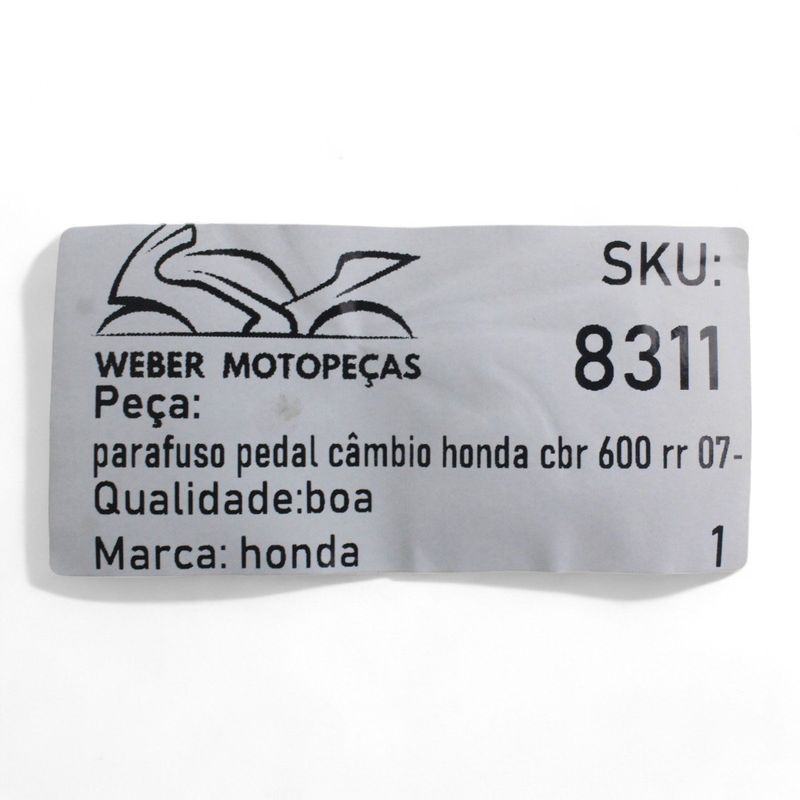 WEBER MOTOPEÇAS
SKU:
8311
Peça:
parafuso pedal câmbio honda cbr 600 rr 07-
Qualidade:boa
Marca: honda
1